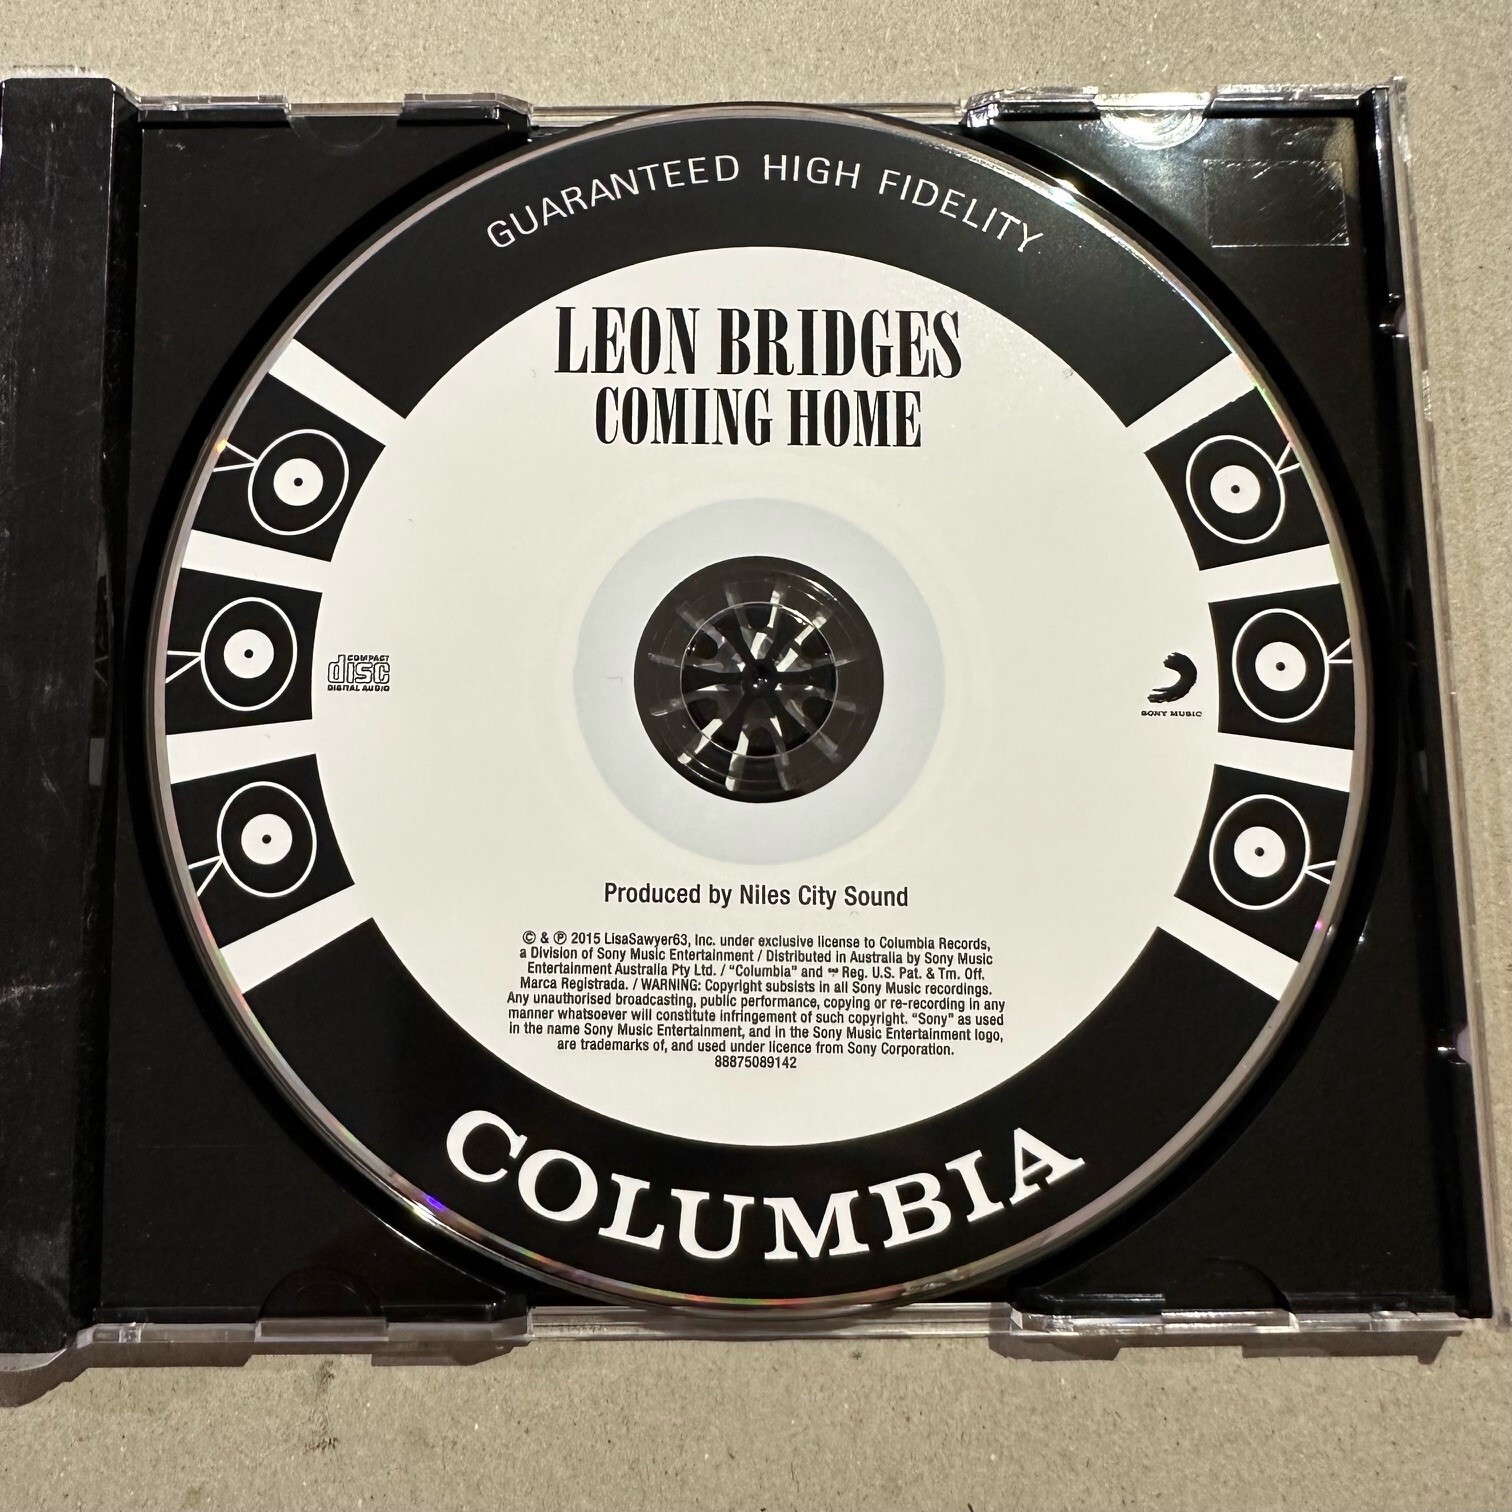 GUARANTEED HIGH FIDELITY
LEON BRIDGES
COMING HOME
COMPACT
disc
DIGITAL AUDIO
SONY MUSIC
Produced by Niles City Sound
© & ℗ 2015 LisaSawyer63, Inc. under exclusive license to Columbia Records,
a Division of Sony Music Entertainment / Distributed in Australia by Sony Music
Entertainment Australia Pty Ltd. / "Columbia" and Reg. U.S. Pat. & Tm. Off.
Marca Registrada. / WARNING: Copyright subsists in all Sony Music recordings.
Any unauthorised broadcasting, public performance, copying or re-recording in any
manner whatsoever will constitute infringement of such copyright. "Sony" as used
in the name Sony Music Entertainment, and in the Sony Music Entertainment logo,
are trademarks of, and used under licence from Sony Corporation.
88875089142
COLUMBIA